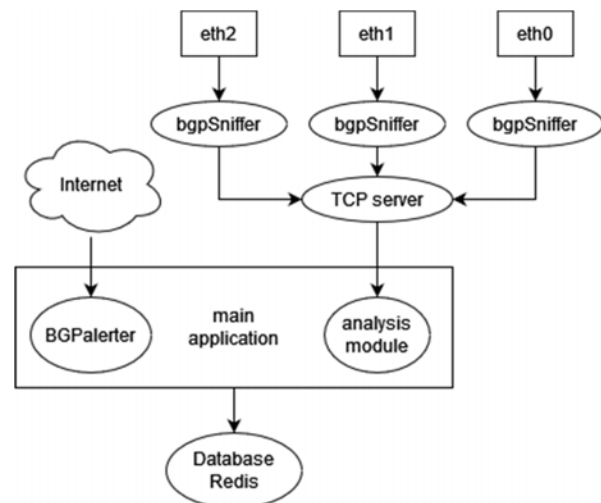 eth2
eth1
eth0
bgpSniffer
bgpSniffer
bgpSniffer
Internet
TCP server
BGPalerter
main
application
analysis
module
Database
Redis